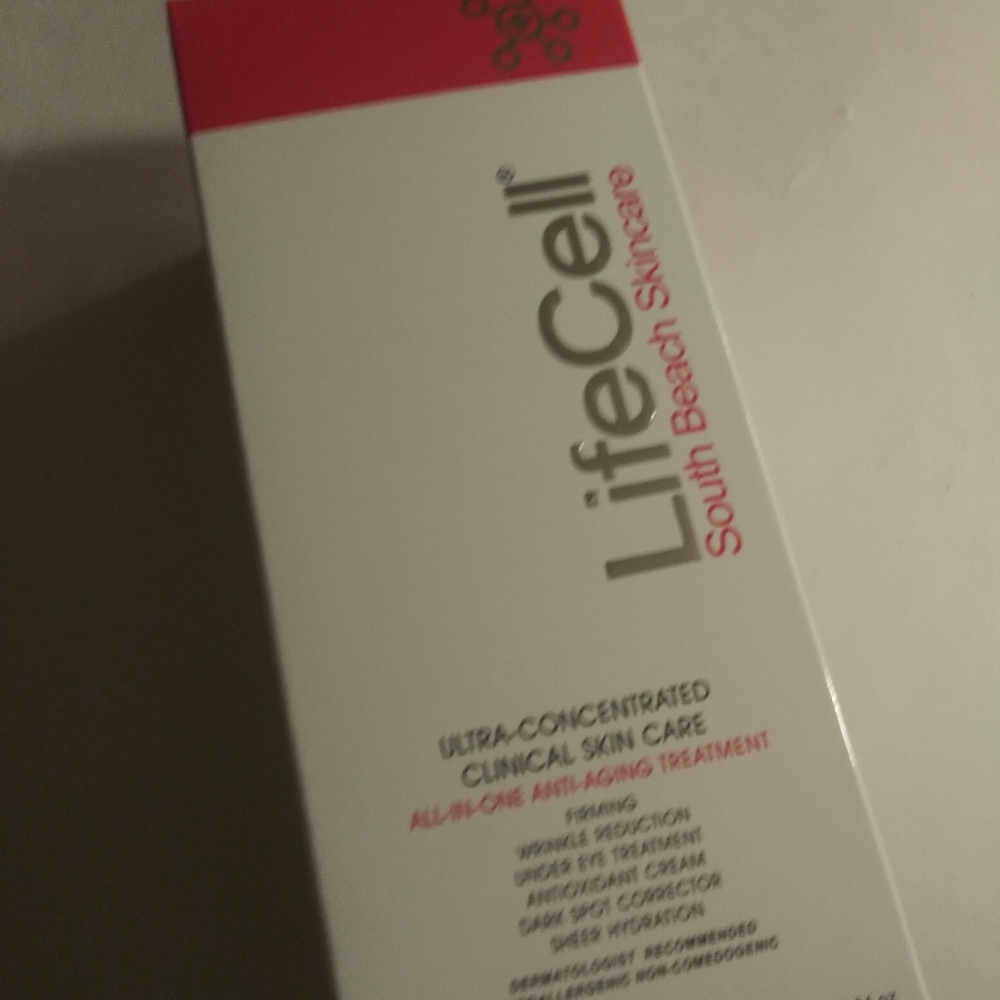 LifeCell®
South Beach Skincare
ULTRA-CONCENTRATED
CLINICAL SKIN CARE
ALL-IN-ONE ANTI-AGING TREATMENT
FIRMING
WRINKLE REDUCTION
UNDER EYE TREATMENT
ANTIOXIDANT CREAM
DARK SPOT CORRECTOR
SHEER HYDRATION
DERMATOLOGIST RECOMMENDED
NON-COMEDOGENIC